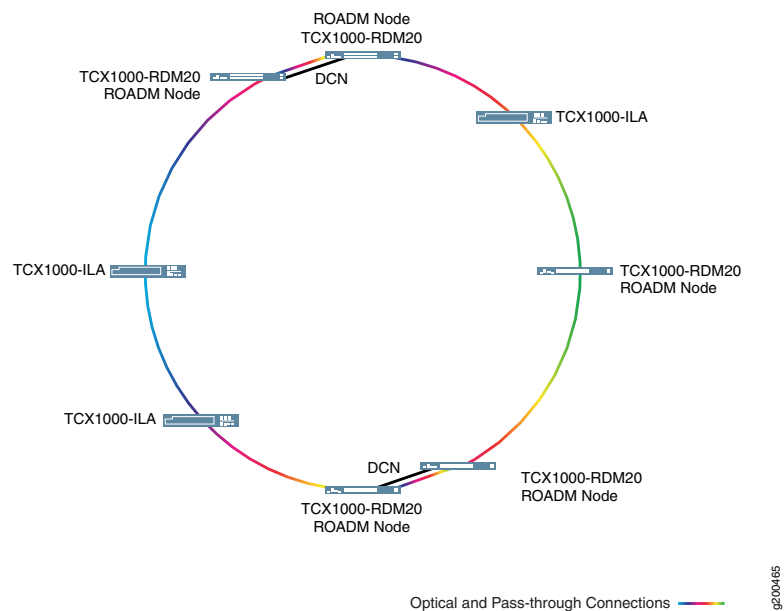 ROADM Node
TCX1000-RDM20
TCX1000-RDM20
ROADM Node
DCN
TCX1000-ILA
TCX1000-ILA
TCX1000-RDM20
ROADM Node
TCX1000-ILA
DCN
TCX1000-RDM20
ROADM Node
TCX1000-RDM20
ROADM Node
Optical and Pass-through Connections
g200465